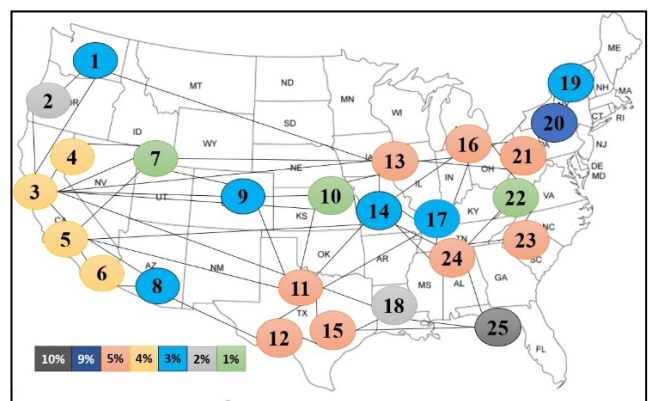 ME
1
MT
ND
19
MN
NH
MA
2
OR
WI
SD
CT
RI
20
ID
4
7
WY
16
21
NJ
13
IA
PA
OH
NE
DE
MD
3
NV
9
10
IL
IN
22
VA
UT
14
17
KY
CA
KS
5
TN
NC
23
6
AZ
8
NM
OK
AR
24
SC
11
MS
AL
GA
TX
18
12
15
25
FL
10%
9%
5%
4%
3%
2%
1%